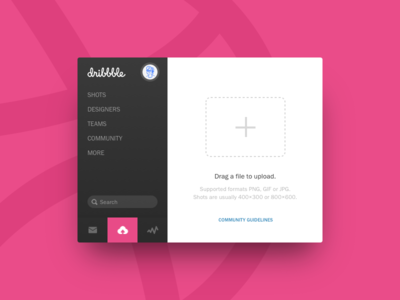 dribbble
SHOTS
DESIGNERS
TEAMS
COMMUNITY
MORE
Search
Drag a file to upload.
Supported formats PNG, GIF or JPG.
Shots are usually 400×300 or 800×600.
COMMUNITY GUIDELINES